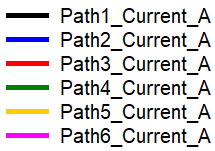 Path1_Current_A
Path2_Current_A
Path3_Current_A
Path4_Current_A
Path5_Current_A
Path6_Current_A